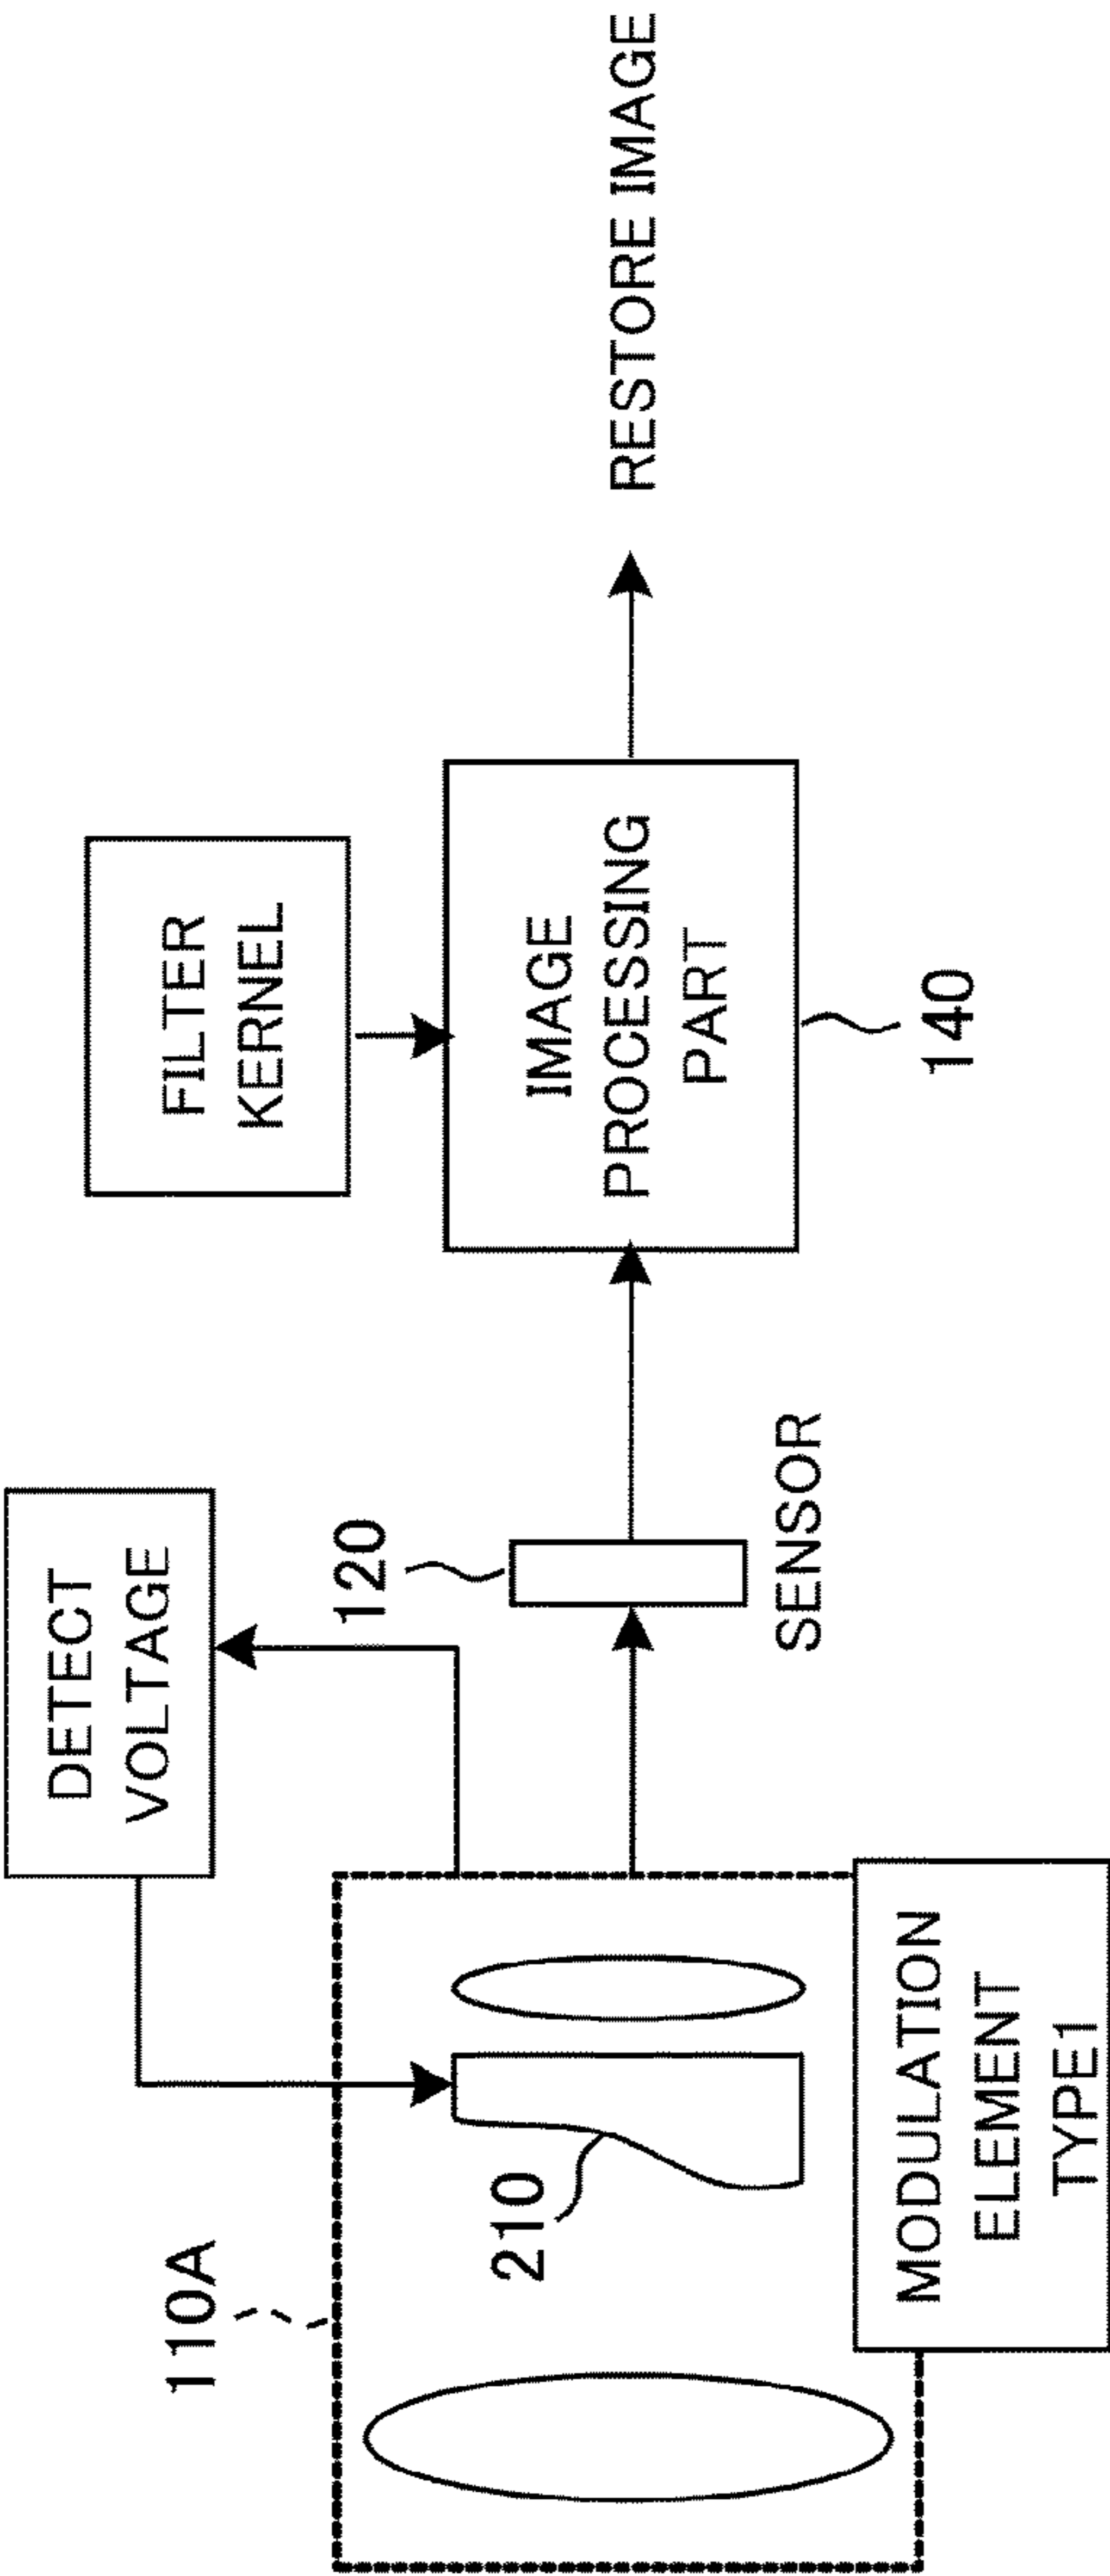 DETECT
VOLTAGE
FILTER
KERNEL
110A
120
210
IMAGE
PROCESSING
PART
RESTORE IMAGE
SENSOR
140
MODULATION
ELEMENT
TYPE1